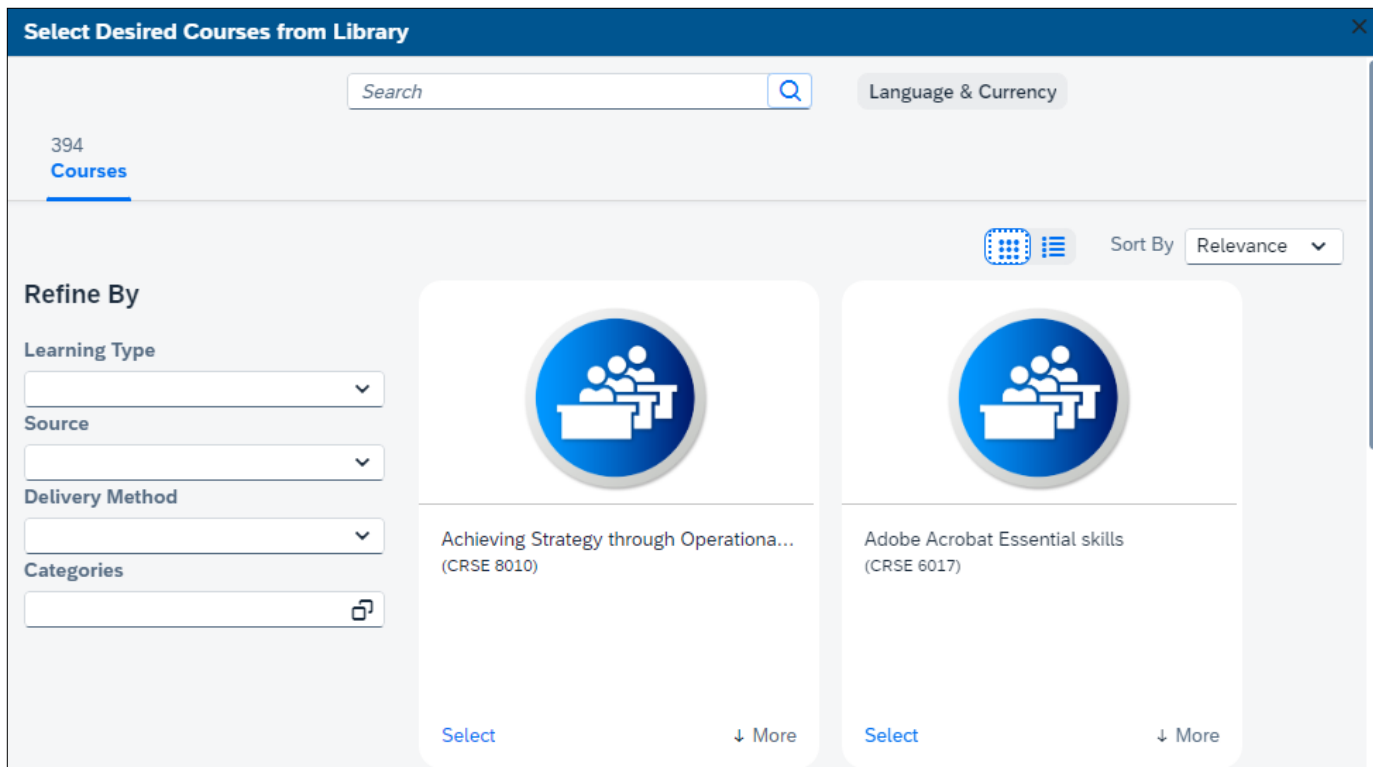 Select Desired Courses from Library
Search
Language & Currency
394
Courses
Sort By Relevance
Refine By
Learning Type
Source
Delivery Method
Categories
Achieving Strategy through Operationa...
(CRSE 8010)
Select ↓ More
Adobe Acrobat Essential skills
(CRSE 6017)
Select ↓ More